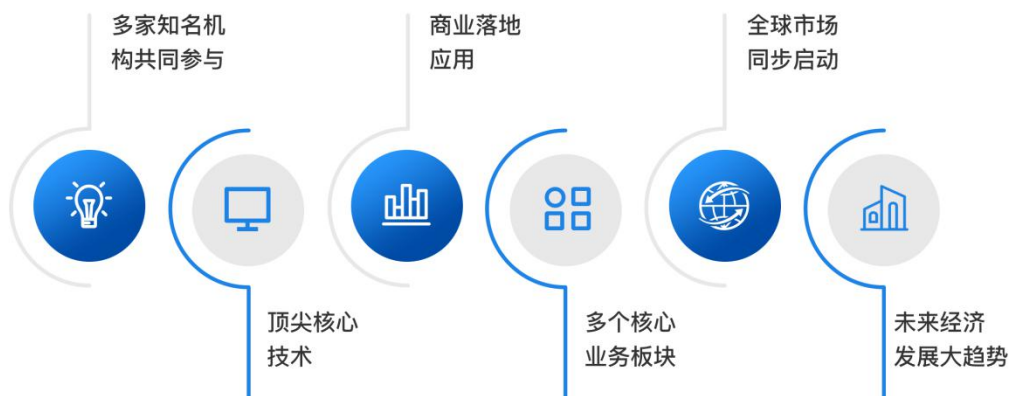 多家知名机
构共同参与
顶尖核心
技术
商业落地
应用
多个核心
业务板块
全球市场
同步启动
未来经济
发展大趋势